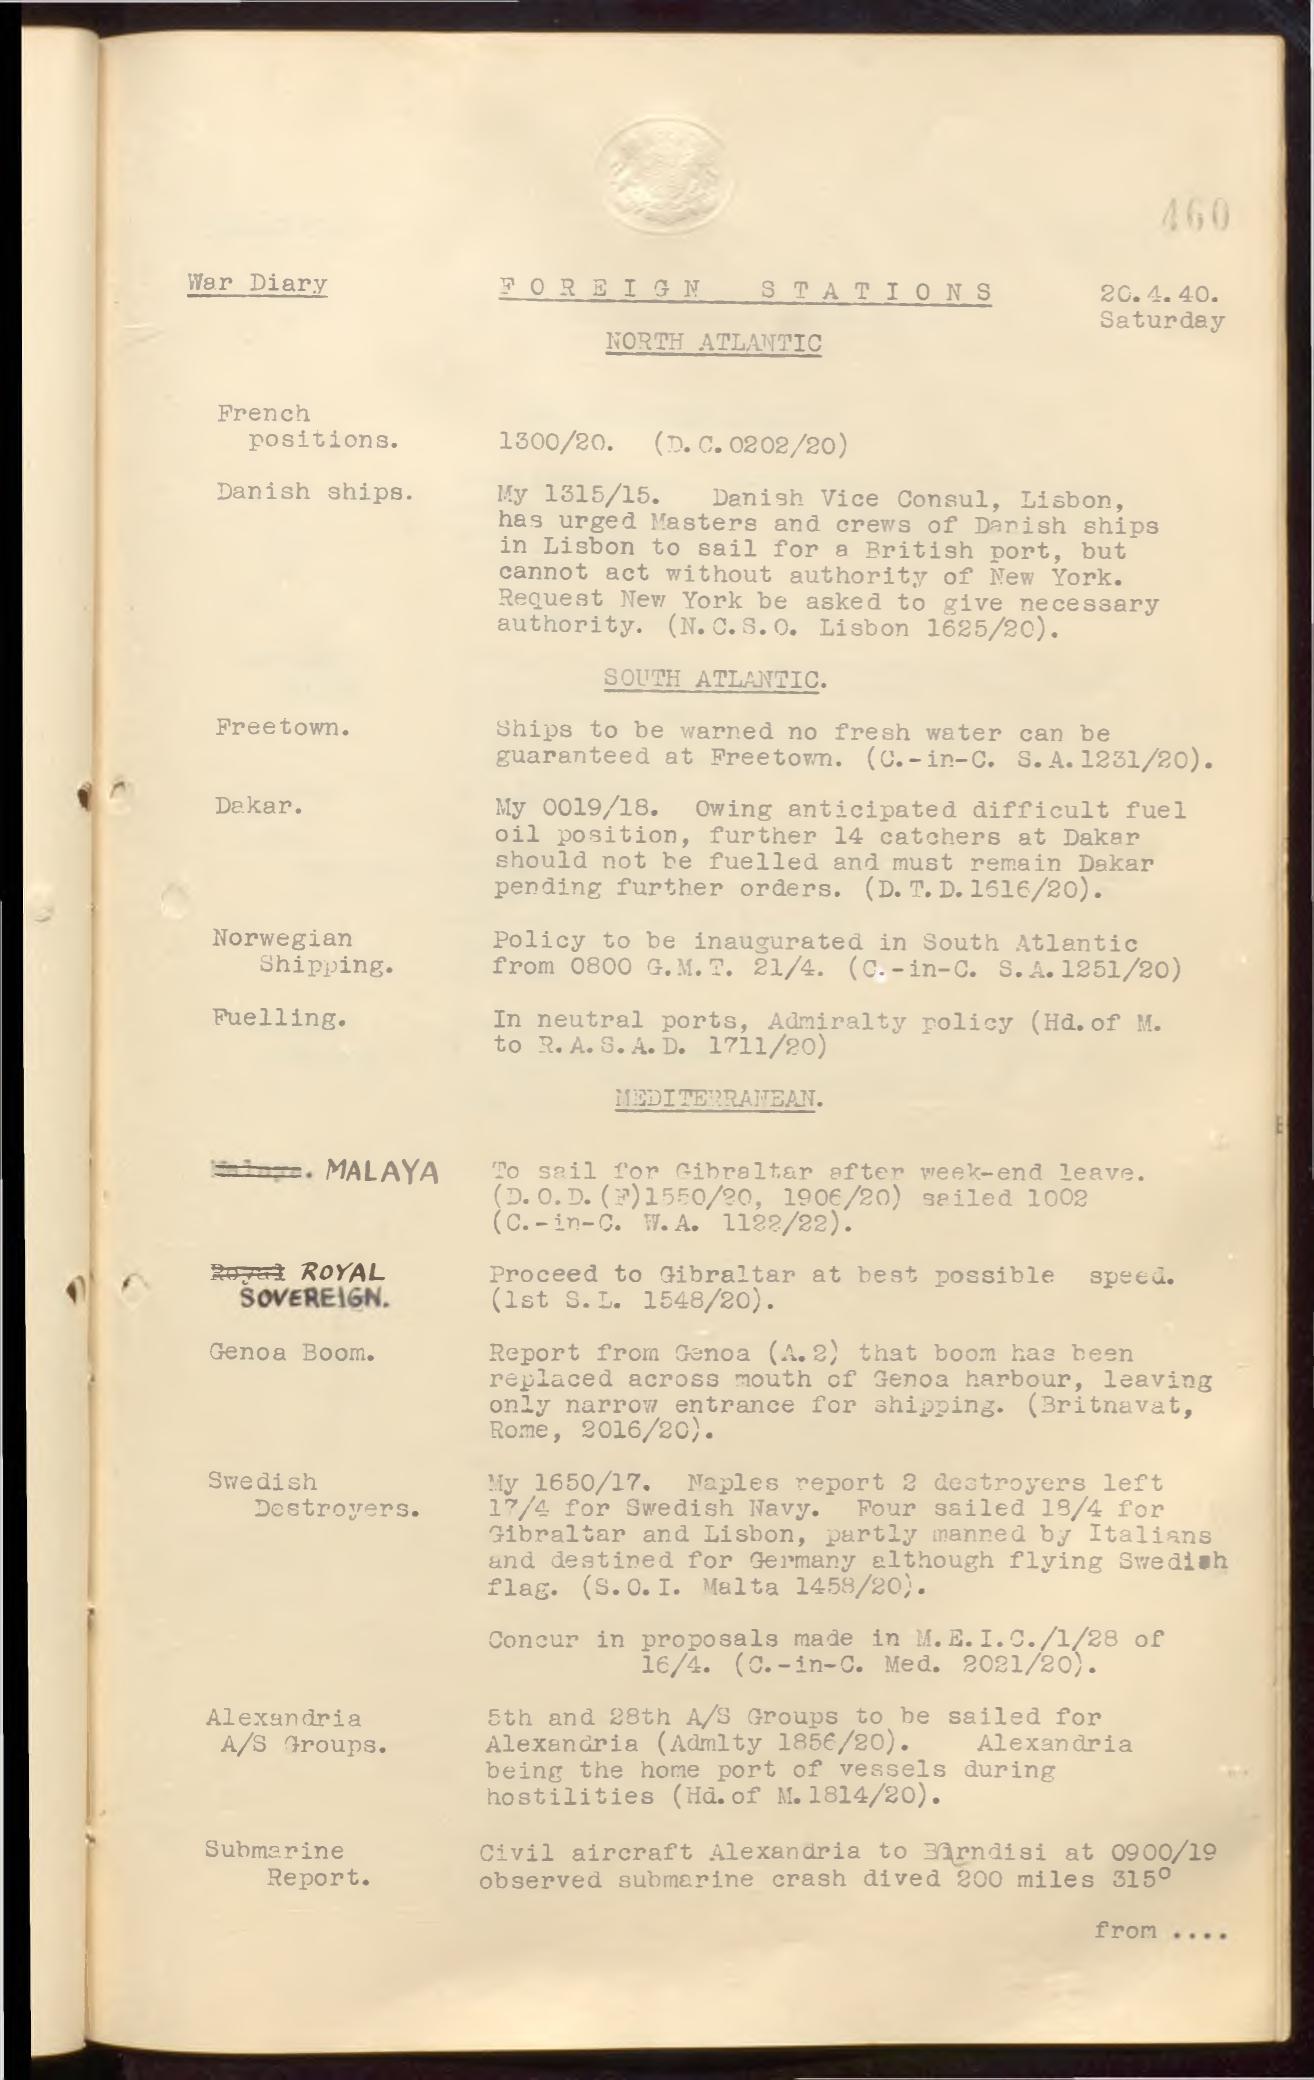 460
War Diary
FOREIGN STATIONS
20.4.40.
Saturday
NORTH ATLANTIC
French
positions.
1300/20. (D.C.0202/20)
Danish ships.
My 1315/15. Danish Vice Consul, Lisbon,
has urged Masters and crews of Danish ships
in Lisbon to sail for a British port, but
cannot act without authority of New York.
Request New York be asked to give necessary
authority. (N.C.S.O. Lisbon 1625/20).
SOUTH ATLANTIC.
Freetown.
Ships to be warned no fresh water can be
guaranteed at Freetown. (C.-in-C. S.A.1231/20).
Dakar.
My 0019/18. Owing anticipated difficult fuel
oil position, further 14 catchers at Dakar
should not be fuelled and must remain Dakar
pending further orders. (D.T.D.1616/20).
Norwegian
Shipping.
Policy to be inaugurated in South Atlantic
from 0800 G.M.T. 21/4. (C.-in-C. S.A.1251/20)
Fuelling.
In neutral ports, Admiralty policy (Hd.of M.
to R.A.S.A.D. 1711/20)
MEDITERRANEAN.
MALAYA
To sail for Gibraltar after week-end leave.
(D.O.D.(F)1550/20, 1906/20) sailed 1002
(C.-in-C. W.A. 1122/22).
Royal ROYAL
SOVEREIGN.
Proceed to Gibraltar at best possible speed.
(1st S.L. 1548/20).
Genoa Boom.
Report from Genoa (A.2) that boom has been
replaced across mouth of Genoa harbour, leaving
only narrow entrance for shipping. (Britnavat,
Rome, 2016/20).
Swedish
Destroyers.
My 1650/17. Naples report 2 destroyers left
17/4 for Swedish Navy. Four sailed 18/4 for
Gibraltar and Lisbon, partly manned by Italians
and destined for Germany although flying Swedish
flag. (S.O.I. Malta 1458/20).
Concur in proposals made in M.E.I.C./1/28 of
16/4. (C.-in-C. Med. 2021/20).
Alexandria
A/S Groups.
5th and 28th A/S Groups to be sailed for
Alexandria (Admlty 1856/20). Alexandria
being the home port of vessels during
hostilities (Hd.of M.1814/20).
Submarine
Report.
Civil aircraft Alexandria to at 0900/19
observed submarine crash dived 200 miles 315°
from ....